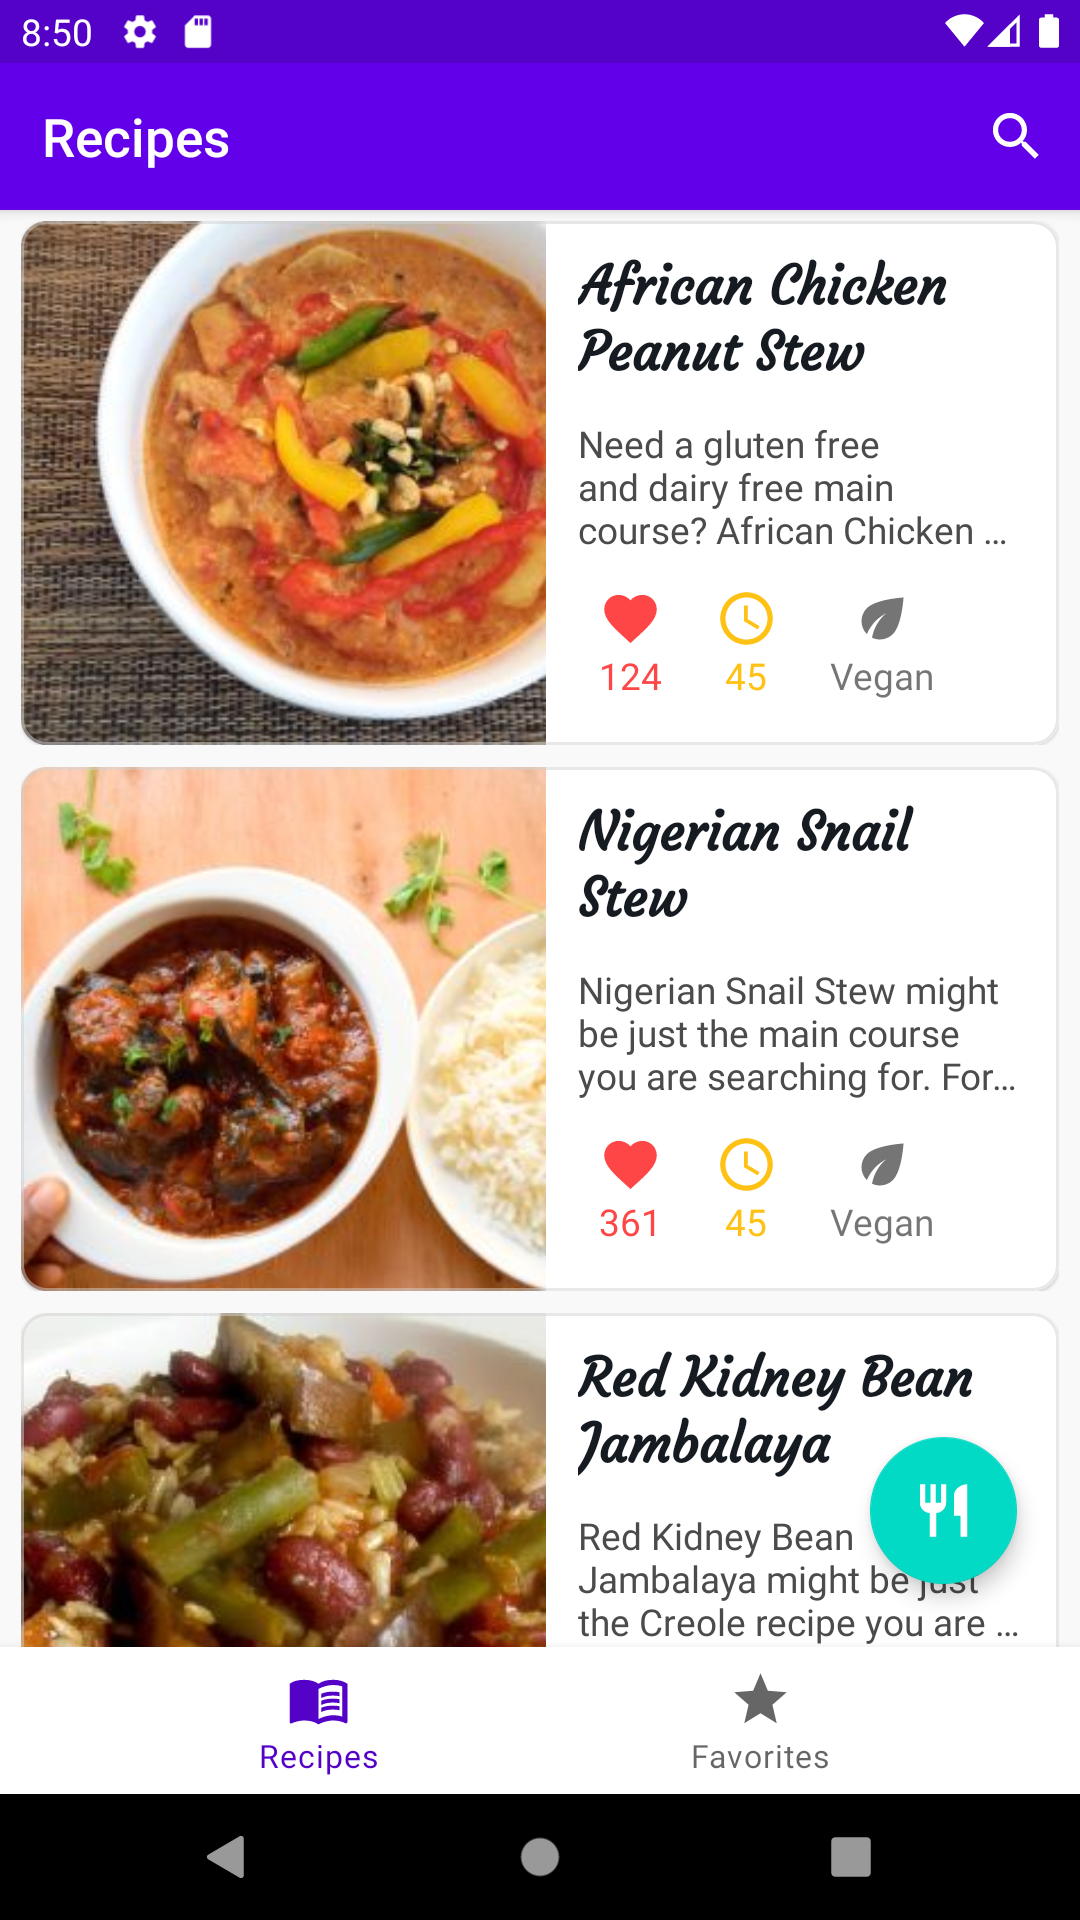 8:50
Recipes
African Chicken
Peanut Stew
Need a gluten free
and dairy free main
course? African Chicken ...
124 45 Vegan
Nigerian Snail
Stew
Nigerian Snail Stew might
be just the main course
you are searching for. For...
361 45 Vegan
Red Kidney Bean
Jambalaya
Red Kidney Bean
Jambalaya might be just
the Creole recipe you are ...
Recipes Favorites